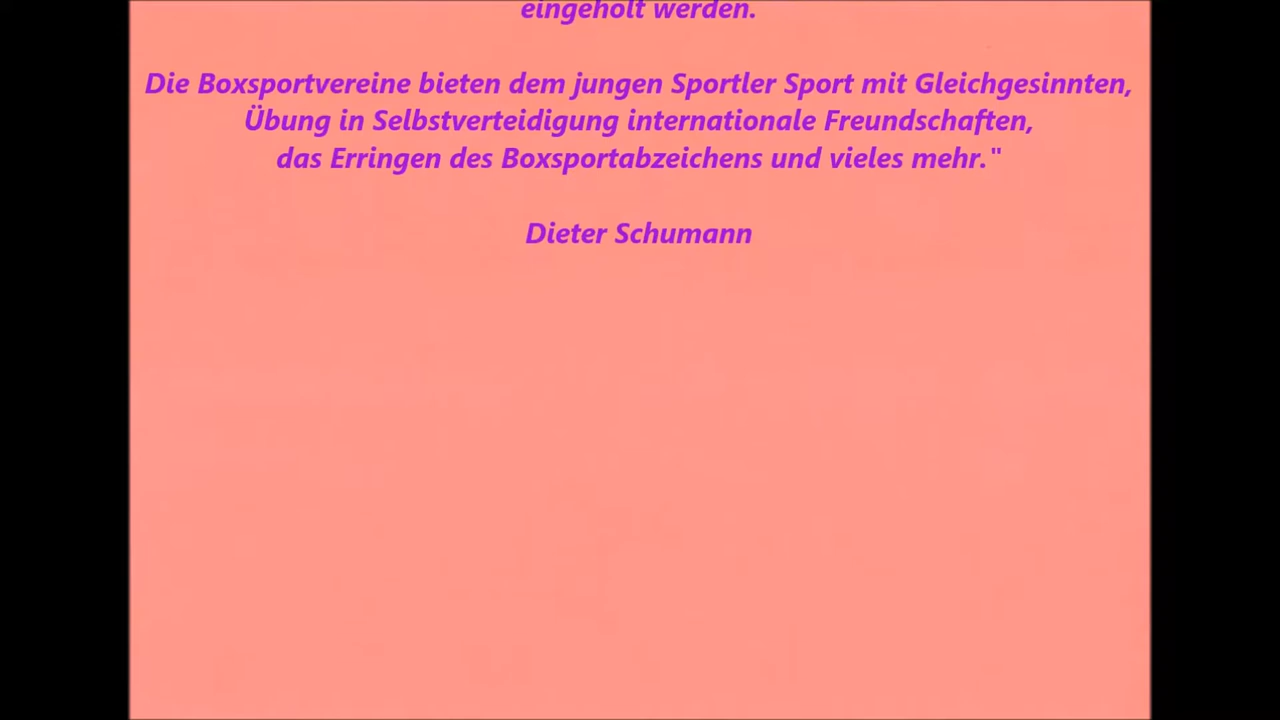 eingeholt werden.
Die Boxsportvereine bieten dem jungen Sportler Sport mit Gleichgesinnten,
Übung in Selbstverteidigung internationale Freundschaften,
das Erringen des Boxsportabzeichens und vieles mehr."
Dieter Schumann